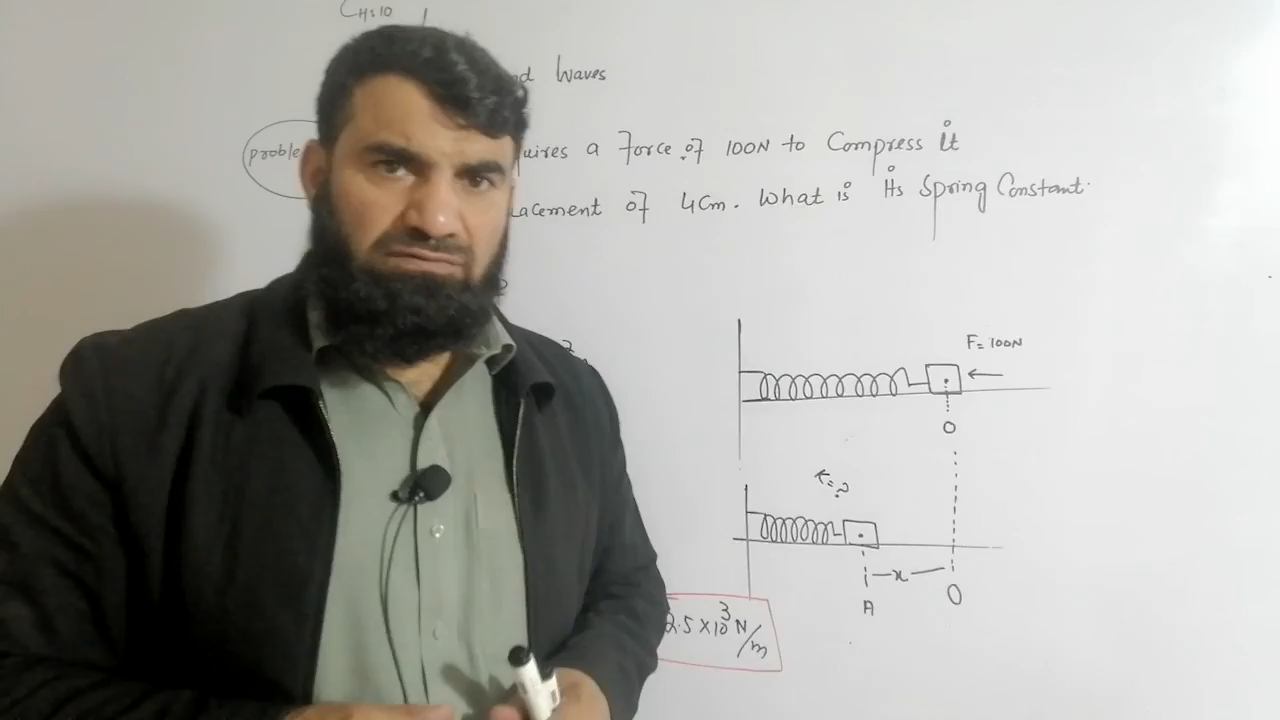 CH:10
Waves
proble
uires a Force of 100N to Compress it
lacement of 4cm. What is its Spring Constant.
F=100N
O
K=?
x
A
O
2.5×10³ N/m